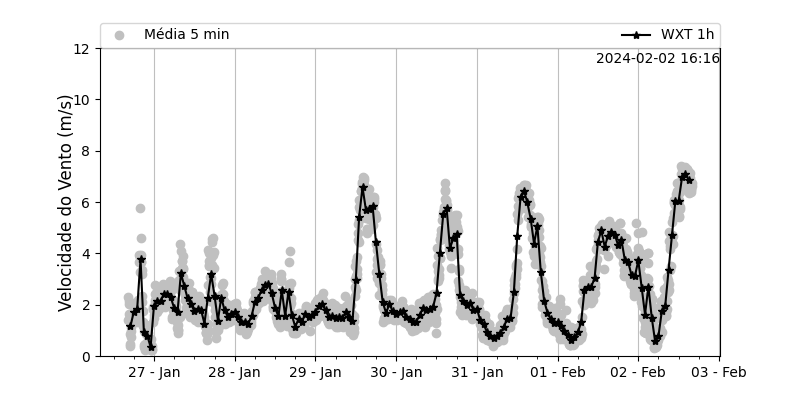 Média 5 min
WXT 1h
2024-02-02 16:16
Velocidade do Vento (m/s)
12
10
8
6
4
2
0
27 - Jan
28 - Jan
29 - Jan
30 - Jan
31 - Jan
01 - Feb
02 - Feb
03 - Feb